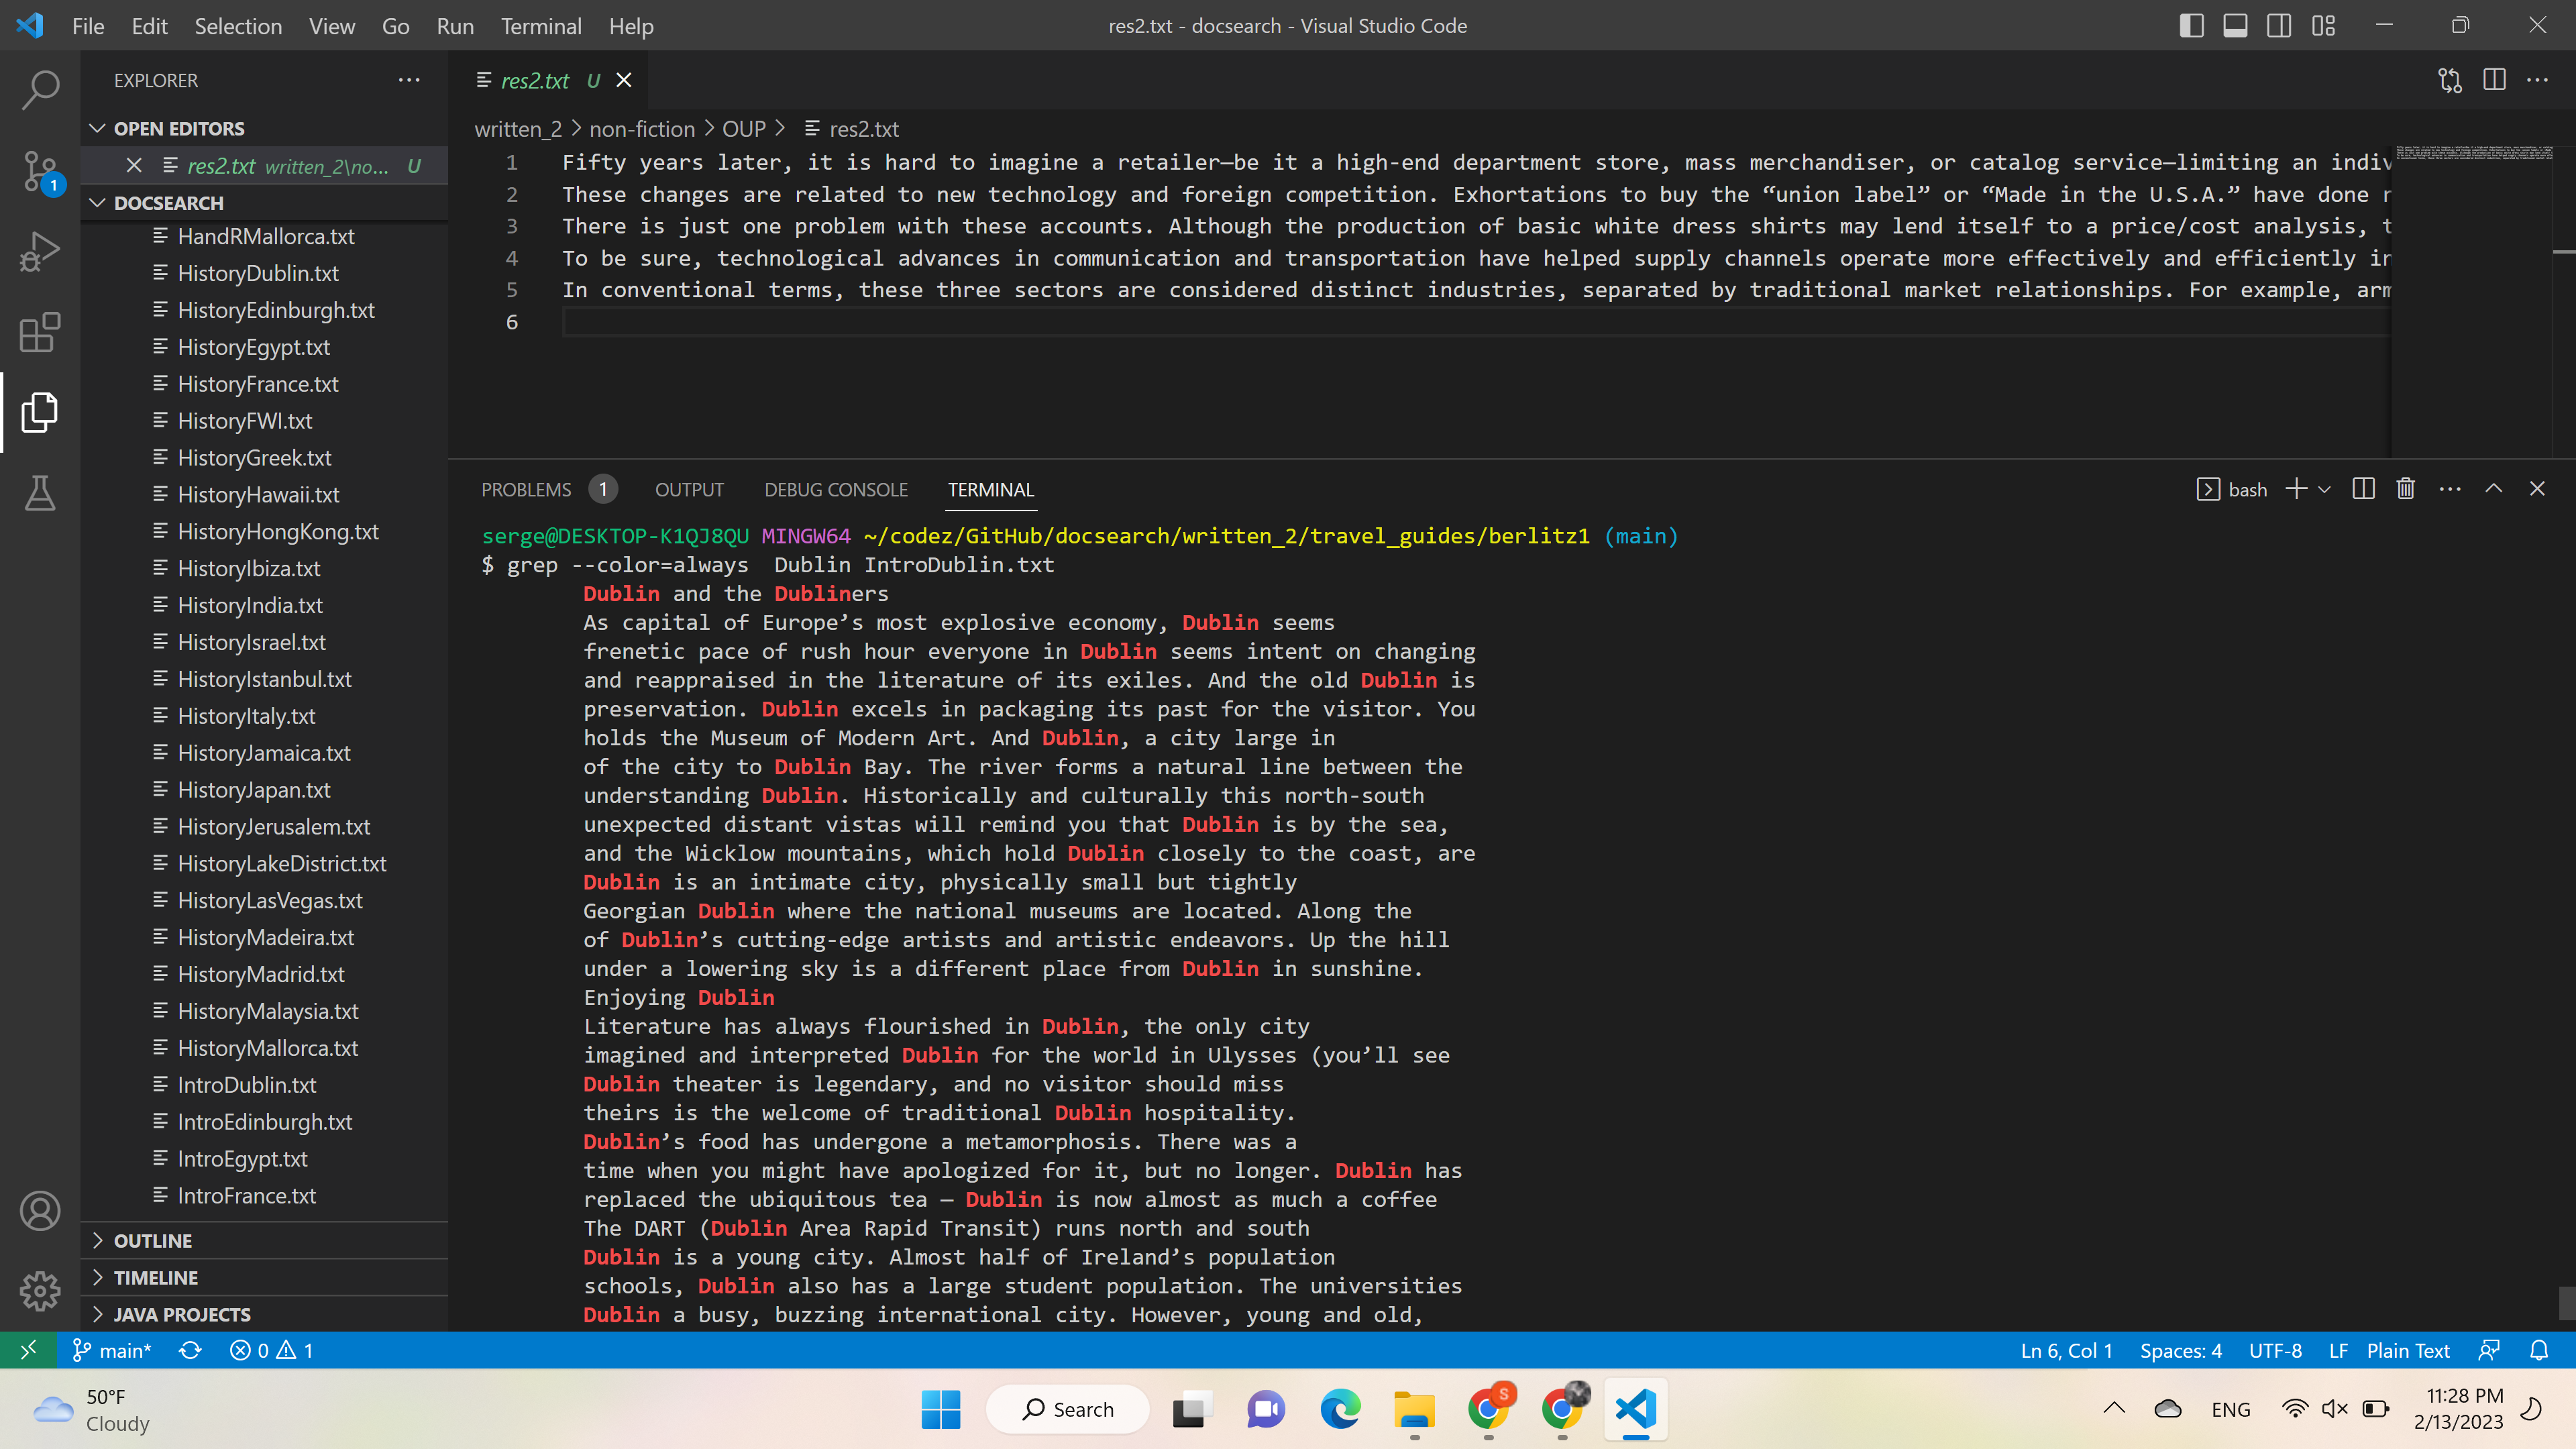 File Edit Selection View Go Run Terminal Help
res2.txt - docsearch - Visual Studio Code
EXPLORER
OPEN EDITORS
res2.txt written_2\no... U
DOCSEARCH
HandRMallorca.txt
HistoryDublin.txt
HistoryEdinburgh.txt
HistoryEgypt.txt
HistoryFrance.txt
HistoryFWI.txt
HistoryGreek.txt
HistoryHawaii.txt
HistoryHongKong.txt
HistoryIbiza.txt
HistoryIndia.txt
HistoryIsrael.txt
HistoryIstanbul.txt
HistoryItaly.txt
HistoryJamaica.txt
HistoryJapan.txt
HistoryJerusalem.txt
HistoryLakeDistrict.txt
HistoryLasVegas.txt
HistoryMadeira.txt
HistoryMadrid.txt
HistoryMalaysia.txt
HistoryMallorca.txt
IntroDublin.txt
IntroEdinburgh.txt
IntroEgypt.txt
IntroFrance.txt
OUTLINE
TIMELINE
JAVA PROJECTS
1
res2.txt U
written_2 > non-fiction > OUP > res2.txt
1 Fifty years later, it is hard to imagine a retailer—be it a high-end department store, mass merchandiser, or catalog service—limiting an indiv
2 These changes are related to new technology and foreign competition. Exhortations to buy the “union label” or “Made in the U.S.A.” have done
3 There is just one problem with these accounts. Although the production of basic white dress shirts may lend itself to a price/cost analysis, t
4 To be sure, technological advances in communication and transportation have helped supply channels operate more effectively and efficiently in
5 In conventional terms, these three sectors are considered distinct industries, separated by traditional market relationships. For example, arm
6
PROBLEMS 1 OUTPUT DEBUG CONSOLE TERMINAL
bash
serge@DESKTOP-K1QJ8QU MINGW64 ~/codez/GitHub/docsearch/written_2/travel_guides/berlitz1 (main)
$ grep --color=always  Dublin IntroDublin.txt
Dublin and the Dubliners
As capital of Europe’s most explosive economy, Dublin seems
frenetic pace of rush hour everyone in Dublin seems intent on changing
and reappraised in the literature of its exiles. And the old Dublin is
preservation. Dublin excels in packaging its past for the visitor. You
holds the Museum of Modern Art. And Dublin, a city large in
of the city to Dublin Bay. The river forms a natural line between the
understanding Dublin. Historically and culturally this north-south
unexpected distant vistas will remind you that Dublin is by the sea,
and the Wicklow mountains, which hold Dublin closely to the coast, are
Dublin is an intimate city, physically small but tightly
Georgian Dublin where the national museums are located. Along the
of Dublin’s cutting-edge artists and artistic endeavors. Up the hill
under a lowering sky is a different place from Dublin in sunshine.
Enjoying Dublin
Literature has always flourished in Dublin, the only city
imagined and interpreted Dublin for the world in Ulysses (you’ll see
Dublin theater is legendary, and no visitor should miss
theirs is the welcome of traditional Dublin hospitality.
Dublin’s food has undergone a metamorphosis. There was a
time when you might have apologized for it, but no longer. Dublin has
replaced the ubiquitous tea — Dublin is now almost as much a coffee
The DART (Dublin Area Rapid Transit) runs north and south
Dublin is a young city. Almost half of Ireland’s population
schools, Dublin also has a large student population. The universities
Dublin a busy, buzzing international city. However, young and old,
main* 0 1
Ln 6, Col 1 Spaces: 4 UTF-8 LF Plain Text
50°F
Cloudy
Search
S
ENG
11:28 PM
2/13/2023